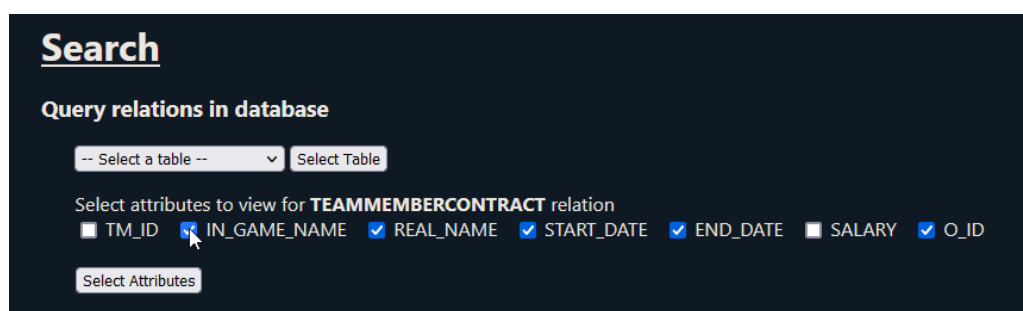 Search
Query relations in database
-- Select a table -- Select Table
Select attributes to view for TEAMMEMBERCONTRACT relation
TM_ID IN_GAME_NAME REAL_NAME START_DATE END_DATE SALARY O_ID
Select Attributes